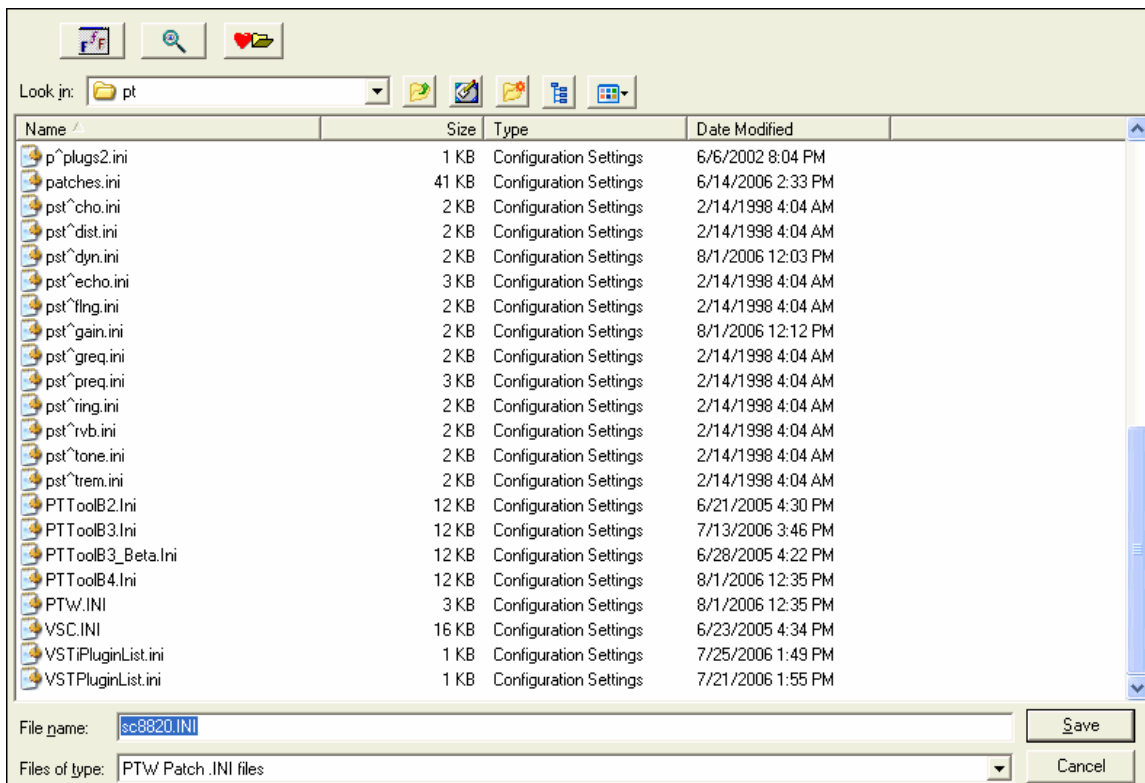 F f F
Look in: pt
Name Size Type Date Modified
p^plugs2.ini 1 KB Configuration Settings 6/6/2002 8:04 PM
patches.ini 41 KB Configuration Settings 6/14/2006 2:33 PM
pst^cho.ini 2 KB Configuration Settings 2/14/1998 4:04 AM
pst^dist.ini 2 KB Configuration Settings 2/14/1998 4:04 AM
pst^dyn.ini 2 KB Configuration Settings 8/1/2006 12:03 PM
pst^echo.ini 3 KB Configuration Settings 2/14/1998 4:04 AM
pst^flng.ini 2 KB Configuration Settings 2/14/1998 4:04 AM
pst^gain.ini 2 KB Configuration Settings 8/1/2006 12:12 PM
pst^greq.ini 2 KB Configuration Settings 2/14/1998 4:04 AM
pst^preq.ini 3 KB Configuration Settings 2/14/1998 4:04 AM
pst^ring.ini 2 KB Configuration Settings 2/14/1998 4:04 AM
pst^rvb.ini 2 KB Configuration Settings 2/14/1998 4:04 AM
pst^tone.ini 2 KB Configuration Settings 2/14/1998 4:04 AM
pst^trem.ini 2 KB Configuration Settings 2/14/1998 4:04 AM
PTToolB2.Ini 12 KB Configuration Settings 6/21/2005 4:30 PM
PTToolB3.Ini 12 KB Configuration Settings 7/13/2006 3:46 PM
PTToolB3_Beta.Ini 12 KB Configuration Settings 6/28/2005 4:22 PM
PTToolB4.Ini 12 KB Configuration Settings 8/1/2006 12:35 PM
PTW.INI 3 KB Configuration Settings 8/1/2006 12:35 PM
VSC.INI 16 KB Configuration Settings 6/23/2005 4:34 PM
VSTiPluginList.ini 1 KB Configuration Settings 7/25/2006 1:49 PM
VSTPluginList.ini 1 KB Configuration Settings 7/21/2006 1:55 PM
File name: sc8820.INI Save
Files of type: PTW Patch .INI files Cancel